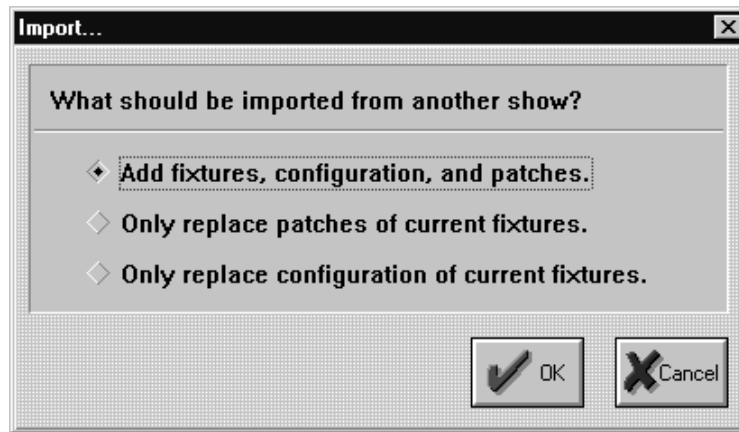 Import...
What should be imported from another show?
Add fixtures, configuration, and patches.
Only replace patches of current fixtures.
Only replace configuration of current fixtures.
OK
Cancel